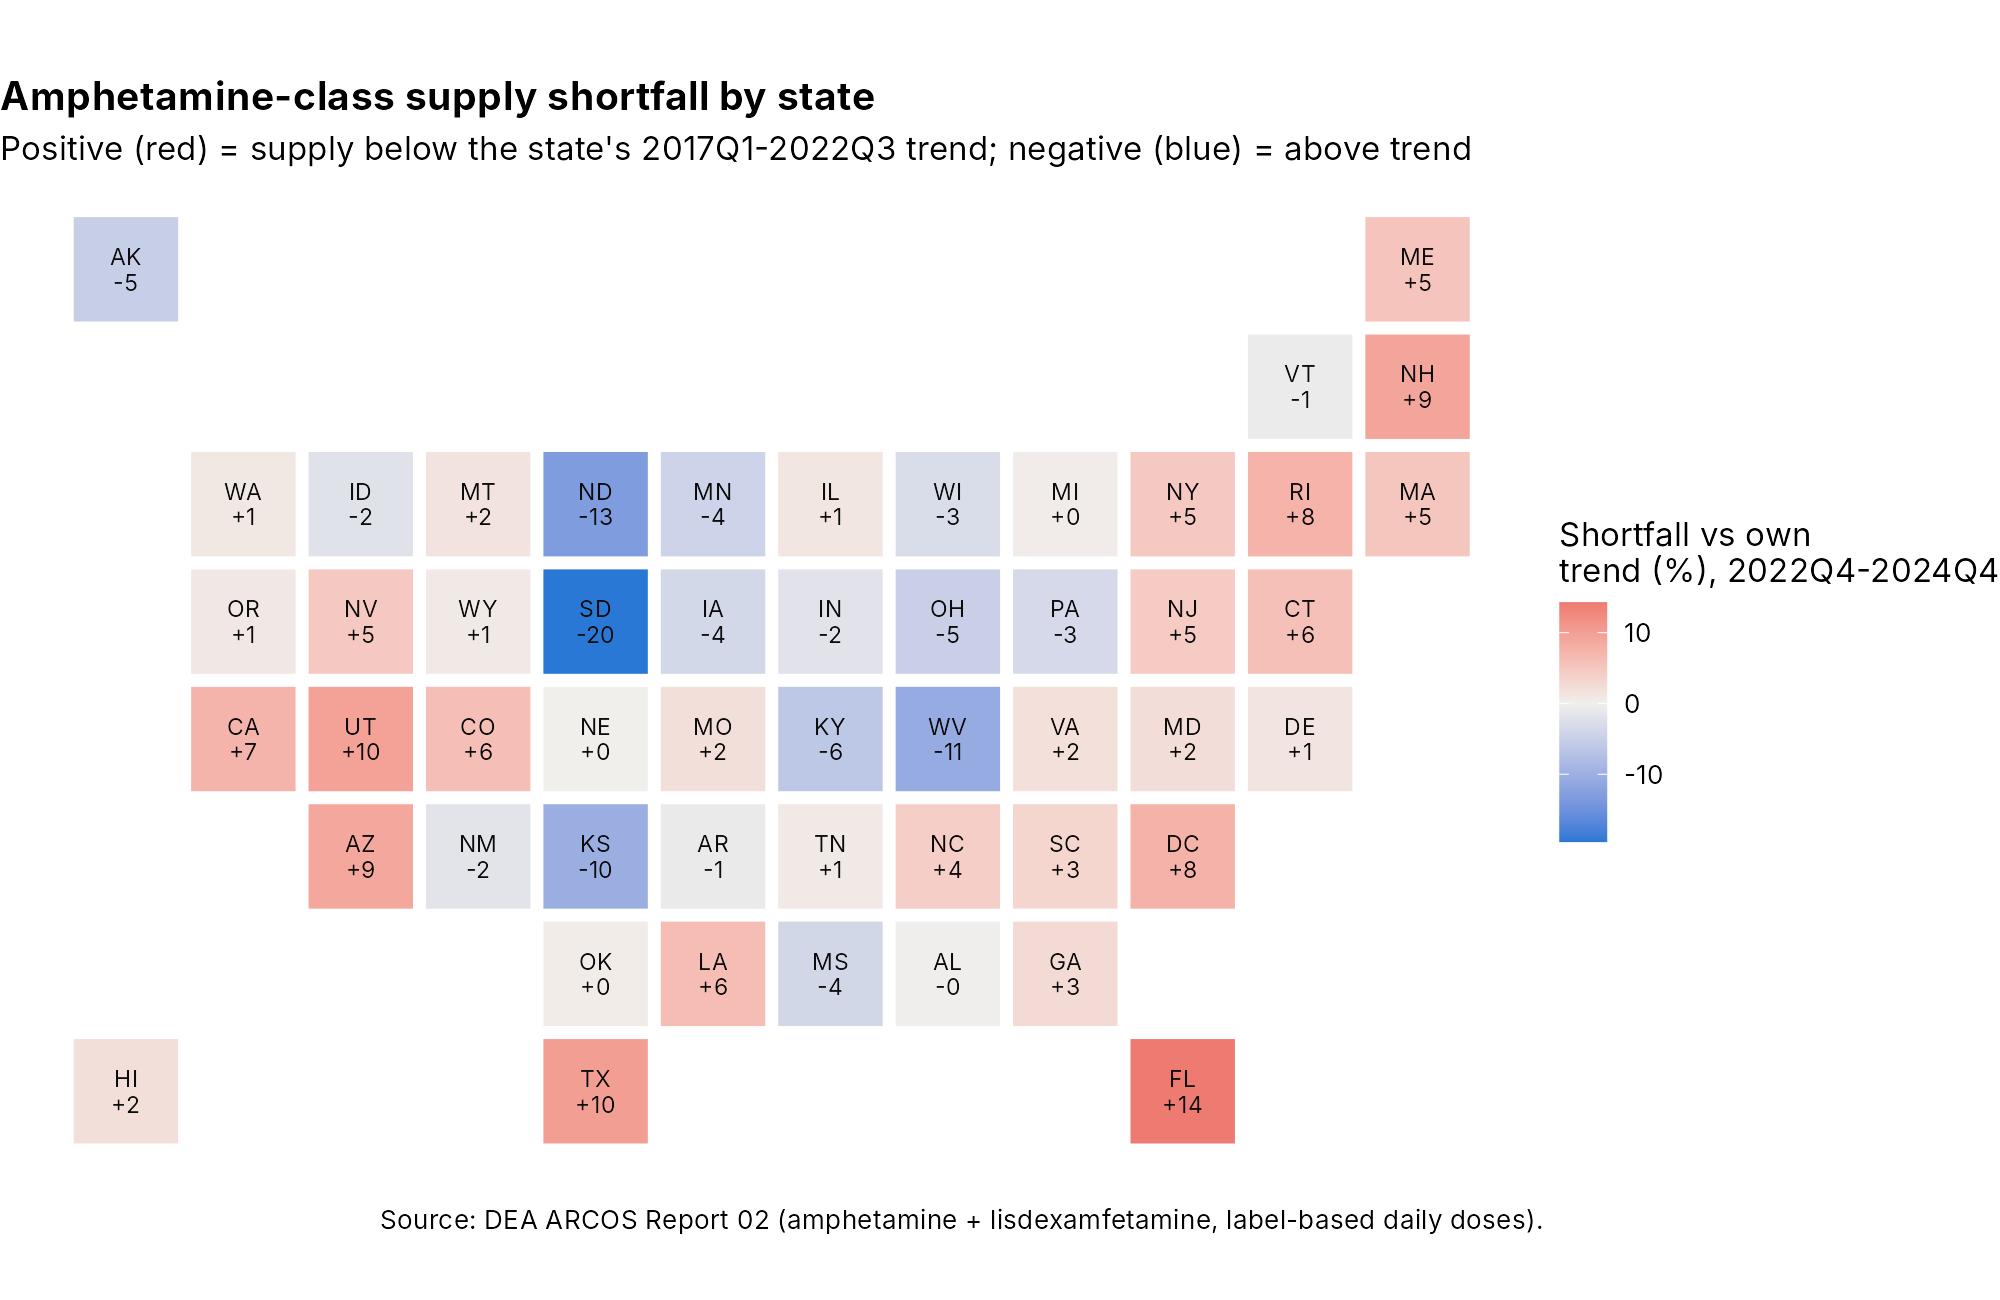 Amphetamine-class supply shortfall by state
Positive (red) = supply below the state's 2017Q1-2022Q3 trend; negative (blue) = above trend
AK
-5
ME
+5
VT
-1
NH
+9
WA
+1
ID
-2
MT
+2
ND
-13
MN
-4
IL
+1
WI
-3
MI
+0
NY
+5
RI
+8
MA
+5
OR
+1
NV
+5
WY
+1
SD
-20
IA
-4
IN
-2
OH
-5
PA
-3
NJ
+5
CT
+6
CA
+7
UT
+10
CO
+6
NE
+0
MO
+2
KY
-6
WV
-11
VA
+2
MD
+2
DE
+1
AZ
+9
NM
-2
KS
-10
AR
-1
TN
+1
NC
+4
SC
+3
DC
+8
OK
+0
LA
+6
MS
-4
AL
-0
GA
+3
HI
+2
TX
+10
FL
+14
Shortfall vs own
trend (%), 2022Q4-2024Q4
10
0
-10
Source: DEA ARCOS Report 02 (amphetamine + lisdexamfetamine, label-based daily doses).